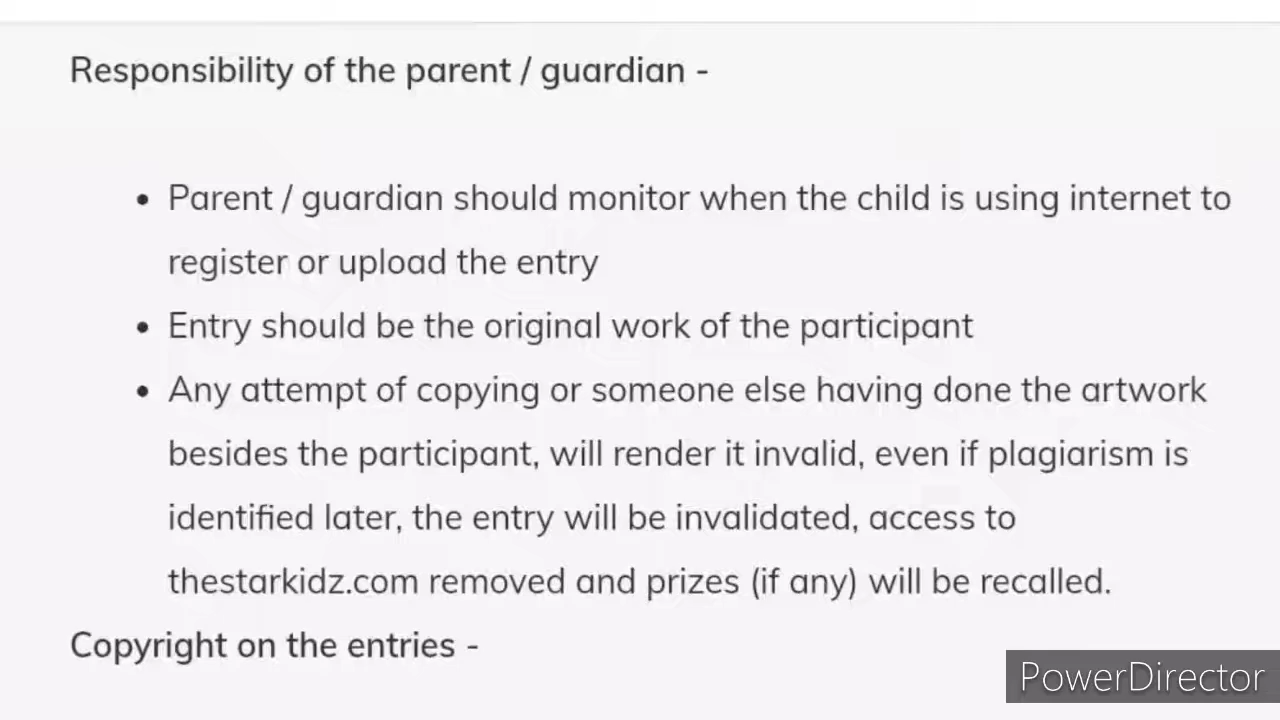 Responsibility of the parent / guardian -
• Parent / guardian should monitor when the child is using internet to
register or upload the entry
• Entry should be the original work of the participant
• Any attempt of copying or someone else having done the artwork
besides the participant, will render it invalid, even if plagiarism is
identified later, the entry will be invalidated, access to
thestarkidz.com removed and prizes (if any) will be recalled.
Copyright on the entries -
PowerDirector